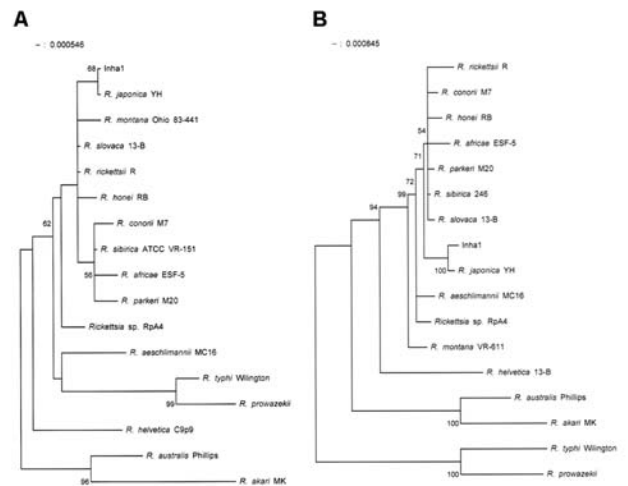 A
– : 0.000546
68
Inha1
R. japonica YH
R. montana Ohio 83-441
R. slovaca 13-B
R. rickettsii R
R. honei RB
62
R. conorii M7
R. sibirica ATCC VR-151
56
R. africae ESF-5
R. parkeri M20
Rickettsia sp. RpA4
R. aeschlimannii MC16
R. typhi Wilington
99
R. prowazekii
R. helvetica C9p9
R. australis Phillips
96
R. akari MK
B
– : 0.000845
R. rickettsii R
R. conorii M7
R. honei RB
54
R. africae ESF-5
71
R. parkeri M20
72
R. sibirica 246
99
R. slovaca 13-B
94
Inha1
100
R. japonica YH
R. aeschlimannii MC16
Rickettsia sp. RpA4
R. montana VR-611
R. helvetica 13-B
R. australis Phillips
100
R. akari MK
R. typhi Wilington
100
R. prowazekii